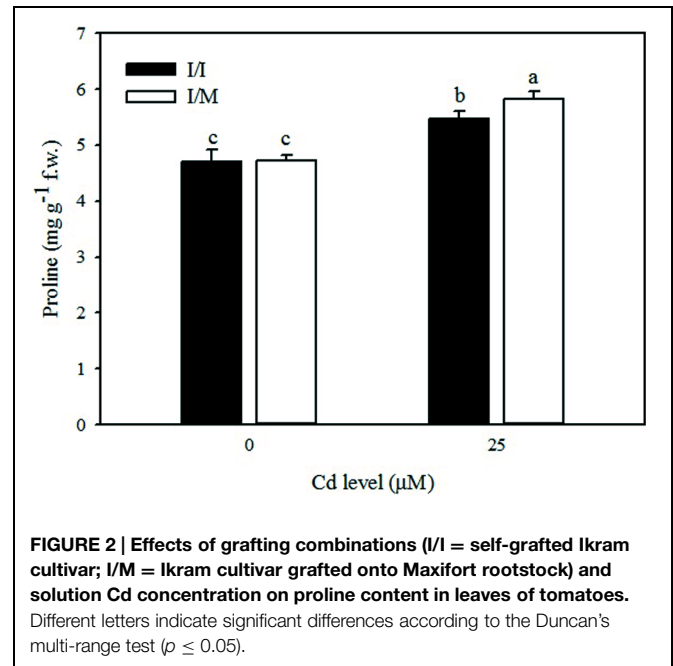 7
6
5
4
3
2
1
0
Proline (mg g⁻¹ f.w.)
I/I
I/M
c c b a
0 25
Cd level (µM)
FIGURE 2 | Effects of grafting combinations (I/I = self-grafted Ikram
cultivar; I/M = Ikram cultivar grafted onto Maxifort rootstock) and
solution Cd concentration on proline content in leaves of tomatoes.
Different letters indicate significant differences according to the Duncan's
multi-range test (p ≤ 0.05).